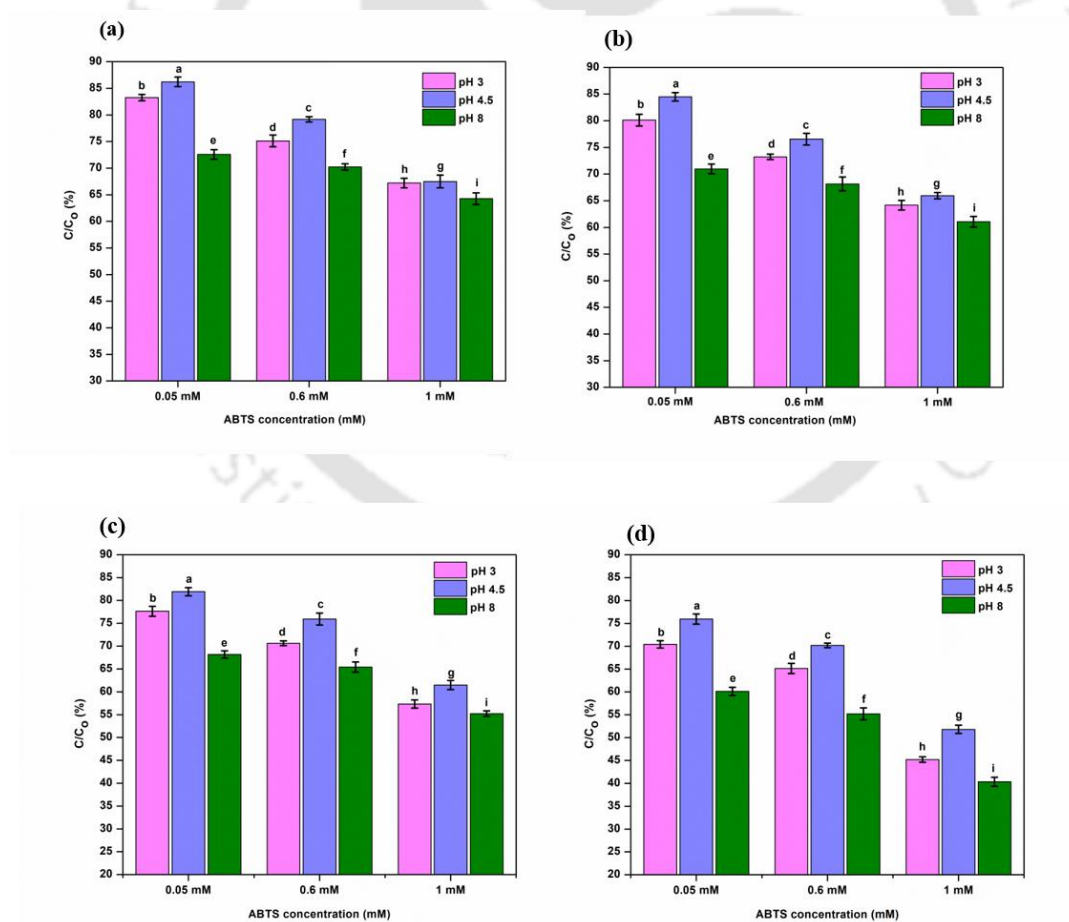 (a)
90
85
80
75
70
65
60
55
50
45
40
35
30
C/C₀ (%)
b
a
e
d
c
f
h
g
i
pH 3
pH 4.5
pH 8
0.05 mM
0.6 mM
1 mM
ABTS concentration (mM)
(b)
90
85
80
75
70
65
60
55
50
45
40
35
30
C/C₀ (%)
b
a
e
d
c
f
h
g
i
pH 3
pH 4.5
pH 8
0.05 mM
0.6 mM
1 mM
ABTS concentration (mM)
(c)
90
85
80
75
70
65
60
55
50
45
40
35
30
25
20
C/C₀ (%)
b
a
e
d
c
f
h
g
i
pH 3
pH 4.5
pH 8
0.05 mM
0.6 mM
1 mM
ABTS concentration (mM)
(d)
90
85
80
75
70
65
60
55
50
45
40
35
30
25
20
C/C₀ (%)
b
a
e
d
c
f
h
g
i
pH 3
pH 4.5
pH 8
0.05 mM
0.6 mM
1 mM
ABTS concentration (mM)